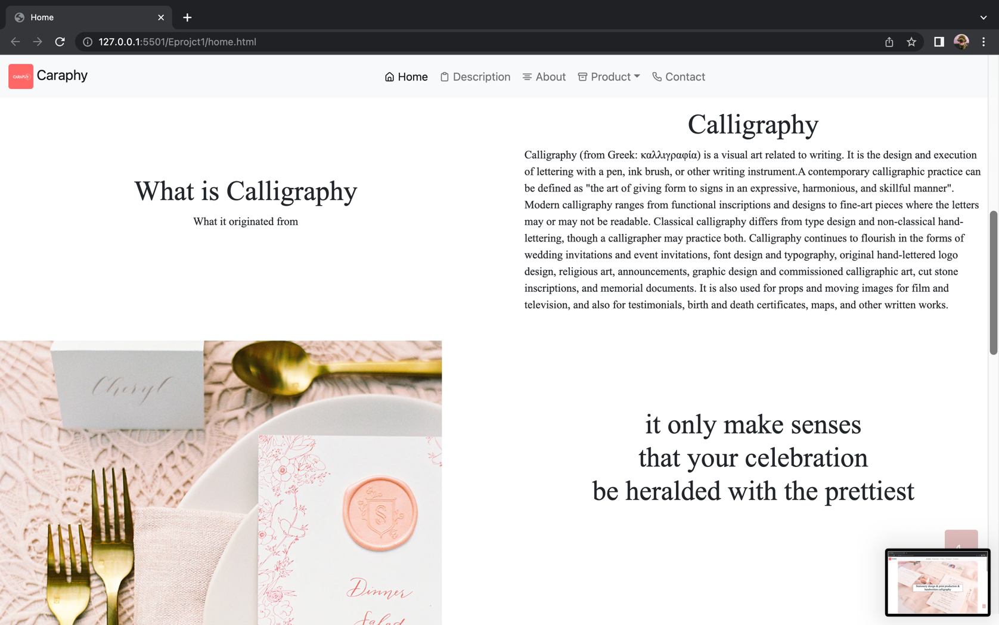 Home
127.0.0.1:5501/Eprojct1/home.html
CARAPHY
Caraphy
Home
Description
About
Product
Contact
What is Calligraphy
What it originated from
Calligraphy
Calligraphy (from Greek: καλλιγραφία) is a visual art related to writing. It is the design and execution
of lettering with a pen, ink brush, or other writing instrument.A contemporary calligraphic practice can
be defined as "the art of giving form to signs in an expressive, harmonious, and skillful manner".
Modern calligraphy ranges from functional inscriptions and designs to fine-art pieces where the letters
may or may not be readable. Classical calligraphy differs from type design and non-classical hand-
lettering, though a calligrapher may practice both. Calligraphy continues to flourish in the forms of
wedding invitations and event invitations, font design and typography, original hand-lettered logo
design, religious art, announcements, graphic design and commissioned calligraphic art, cut stone
inscriptions, and memorial documents. It is also used for props and moving images for film and
television, and also for testimonials, birth and death certificates, maps, and other written works.
Cheryl
S
Dinner
Salad
it only make senses
that your celebration
be heralded with the prettiest
Stationery design & print production &
handwritten calligraphy